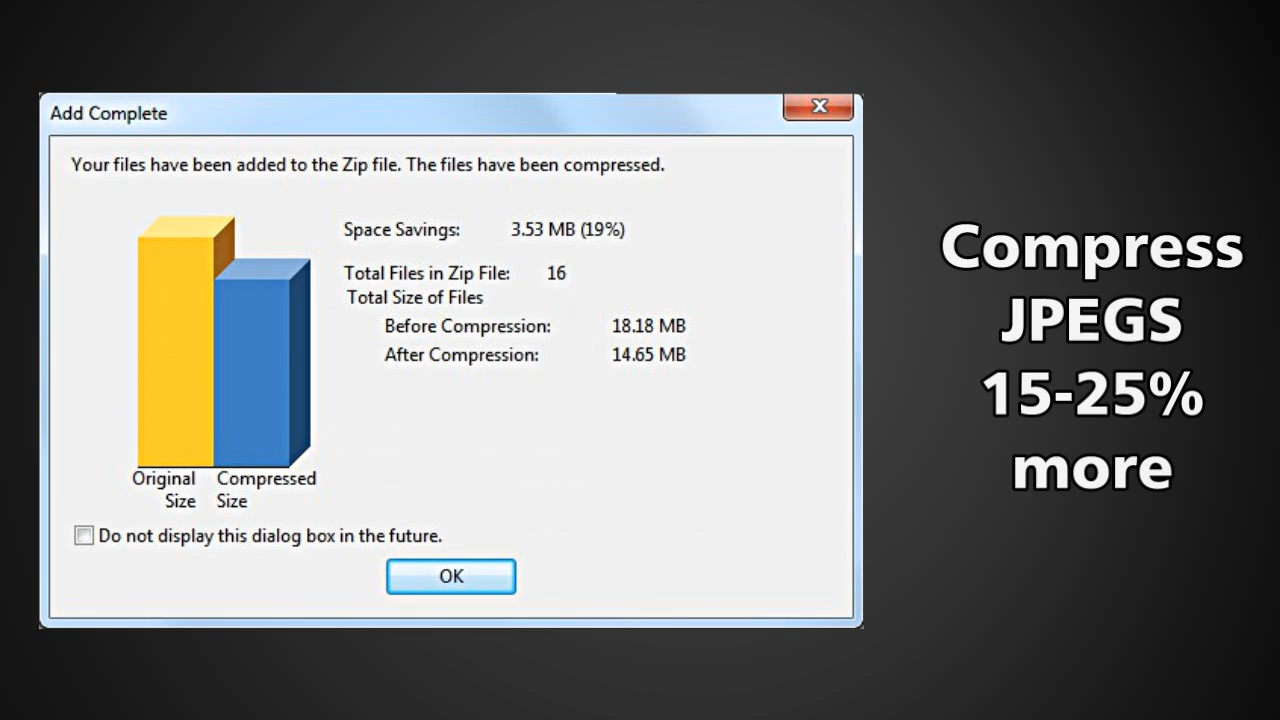 Add Complete
X
Your files have been added to the Zip file. The files have been compressed.
Space Savings: 3.53 MB (19%)
Total Files in Zip File: 16
Total Size of Files
Before Compression: 18.18 MB
After Compression: 14.65 MB
Original Compressed
Size Size
Do not display this dialog box in the future.
OK
Compress
JPEGS
15-25%
more